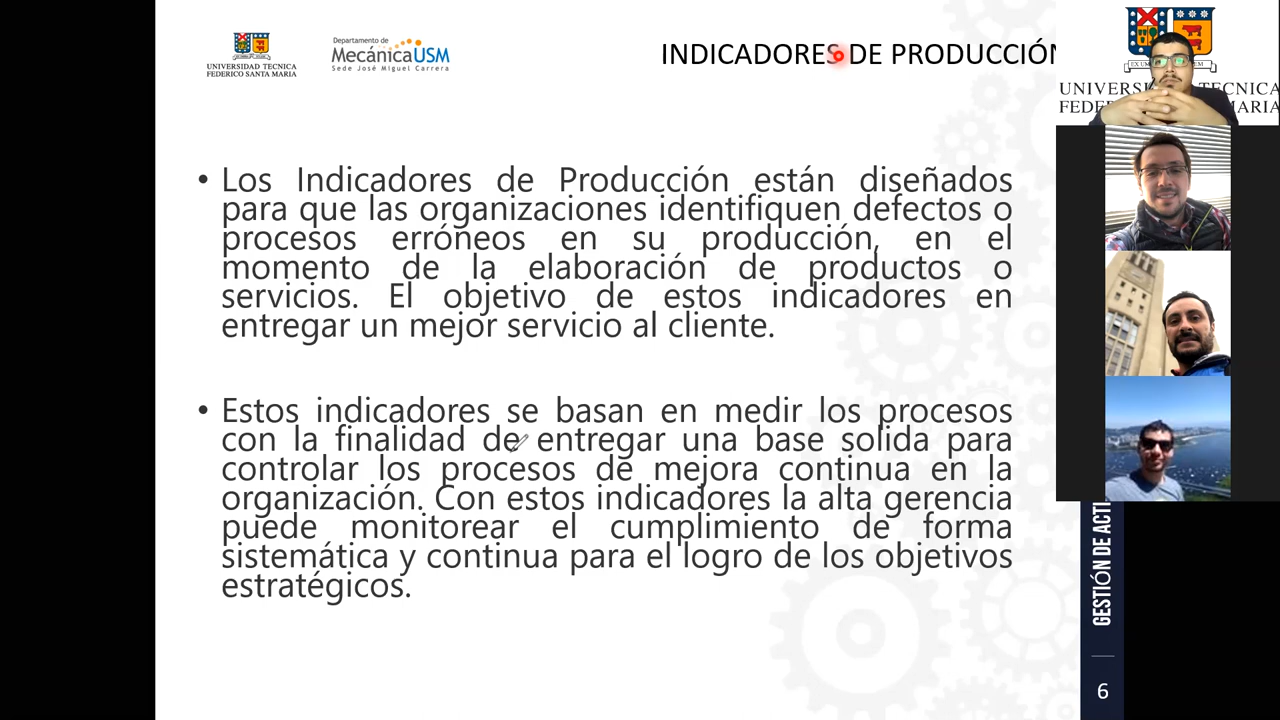 UNIVERSIDAD TECNICA
FEDERICO SANTA MARIA
Departamento de
MecánicaUSM
Sede José Miguel Carrera
INDICADORES DE PRODUCCIÓN
UNIVERS TECNICA
FEDE MARIA
• Los Indicadores de Producción están diseñados
para que las organizaciones identifiquen defectos o
procesos erróneos en su producción, en el
momento de la elaboración de productos o
servicios. El objetivo de estos indicadores en
entregar un mejor servicio al cliente.
• Estos indicadores se basan en medir los procesos
con la finalidad de entregar una base solida para
controlar los procesos de mejora continua en la
organización. Con estos indicadores la alta gerencia
puede monitorear el cumplimiento de forma
sistemática y continua para el logro de los objetivos
estratégicos.
GESTIÓN DE ACTI
6